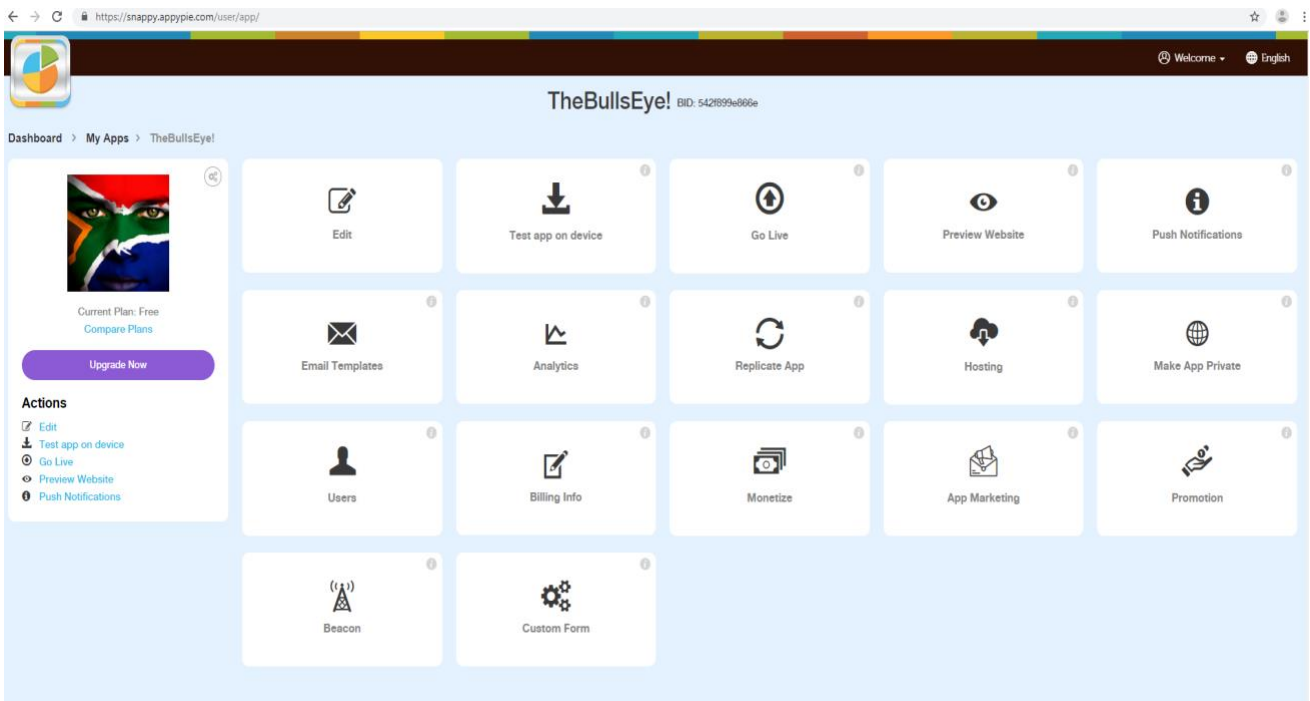 https://snappy.appypie.com/user/app/
Welcome
English
TheBullsEye! BID: 542f899e866e
Dashboard > My Apps > TheBullsEye!
Current Plan: Free
Compare Plans
Upgrade Now
Actions
Edit
Test app on device
Go Live
Preview Website
Push Notifications
Edit
Test app on device
Go Live
Preview Website
Push Notifications
Email Templates
Analytics
Replicate App
Hosting
Make App Private
Users
Billing Info
Monetize
App Marketing
Promotion
Beacon
Custom Form